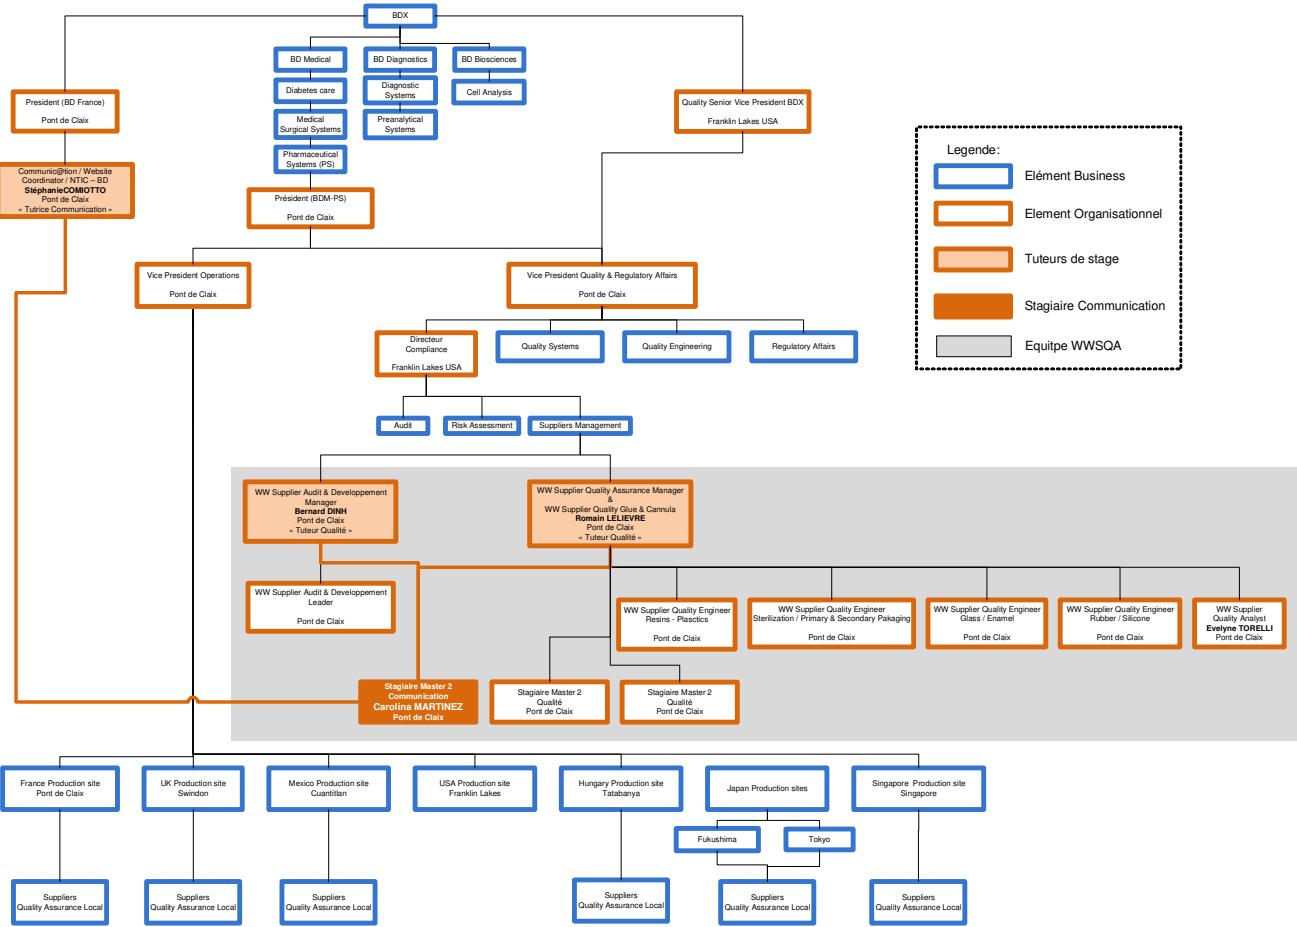 BDX
BD Medical
BD Diagnostics
BD Biosciences
Diabetes care
Diagnostic
Systems
Cell Analysis
Medical
Surgical Systems
Preanalytical
Systems
Pharmaceutical
Systems (PS)
President (BD France)
Pont de Claix
Quality Senior Vice President BDX
Franklin Lakes USA
Communic@tion / Website
Coordinator / NTIC – BD
StéphanieCOMIOTTO
Pont de Claix
« Tutrice Communication »
Président (BDM-PS)
Pont de Claix
Legende:
Elément Business
Element Organisationnel
Tuteurs de stage
Stagiaire Communication
Equitpe WWSQA
Vice President Operations
Pont de Claix
Vice President Quality & Regulatory Affairs
Pont de Claix
Directeur
Compliance
Franklin Lakes USA
Quality Systems
Quality Engineering
Regulatory Affairs
Audit
Risk Assessment
Suppliers Management
WW Supplier Audit & Developpement
Manager
Bernard DINH
Pont de Claix
« Tuteur Qualité »
WW Supplier Quality Assurance Manager
&
WW Supplier Quality Glue & Cannula
Romain LELIEVRE
Pont de Claix
« Tuteur Qualité »
WW Supplier Audit & Developpement
Leader
Pont de Claix
WW Supplier Quality Engineer
Resins - Plasctics
Pont de Claix
WW Supplier Quality Engineer
Sterilization / Primary & Secondary Pakaging
Pont de Claix
WW Supplier Quality Engineer
Glass / Enamel
Pont de Claix
WW Supplier Quality Engineer
Rubber / Silicone
Pont de Claix
WW Supplier
Quality Analyst
Evelyne TORELLI
Pont de Claix
Stagiaire Master 2
Communication
Carolina MARTINEZ
Pont de Claix
Stagiaire Master 2
Qualité
Pont de Claix
Stagiaire Master 2
Qualité
Pont de Claix
France Production site
Pont de Claix
UK Production site
Swindon
Mexico Production site
Cuantitlan
USA Production site
Franklin Lakes
Hungary Production site
Tatabanya
Japan Production sites
Singapore Production site
Singapore
Fukushima
Tokyo
Suppliers
Quality Assurance Local
Suppliers
Quality Assurance Local
Suppliers
Quality Assurance Local
Suppliers
Quality Assurance Local
Suppliers
Quality Assurance Local
Suppliers
Quality Assurance Local